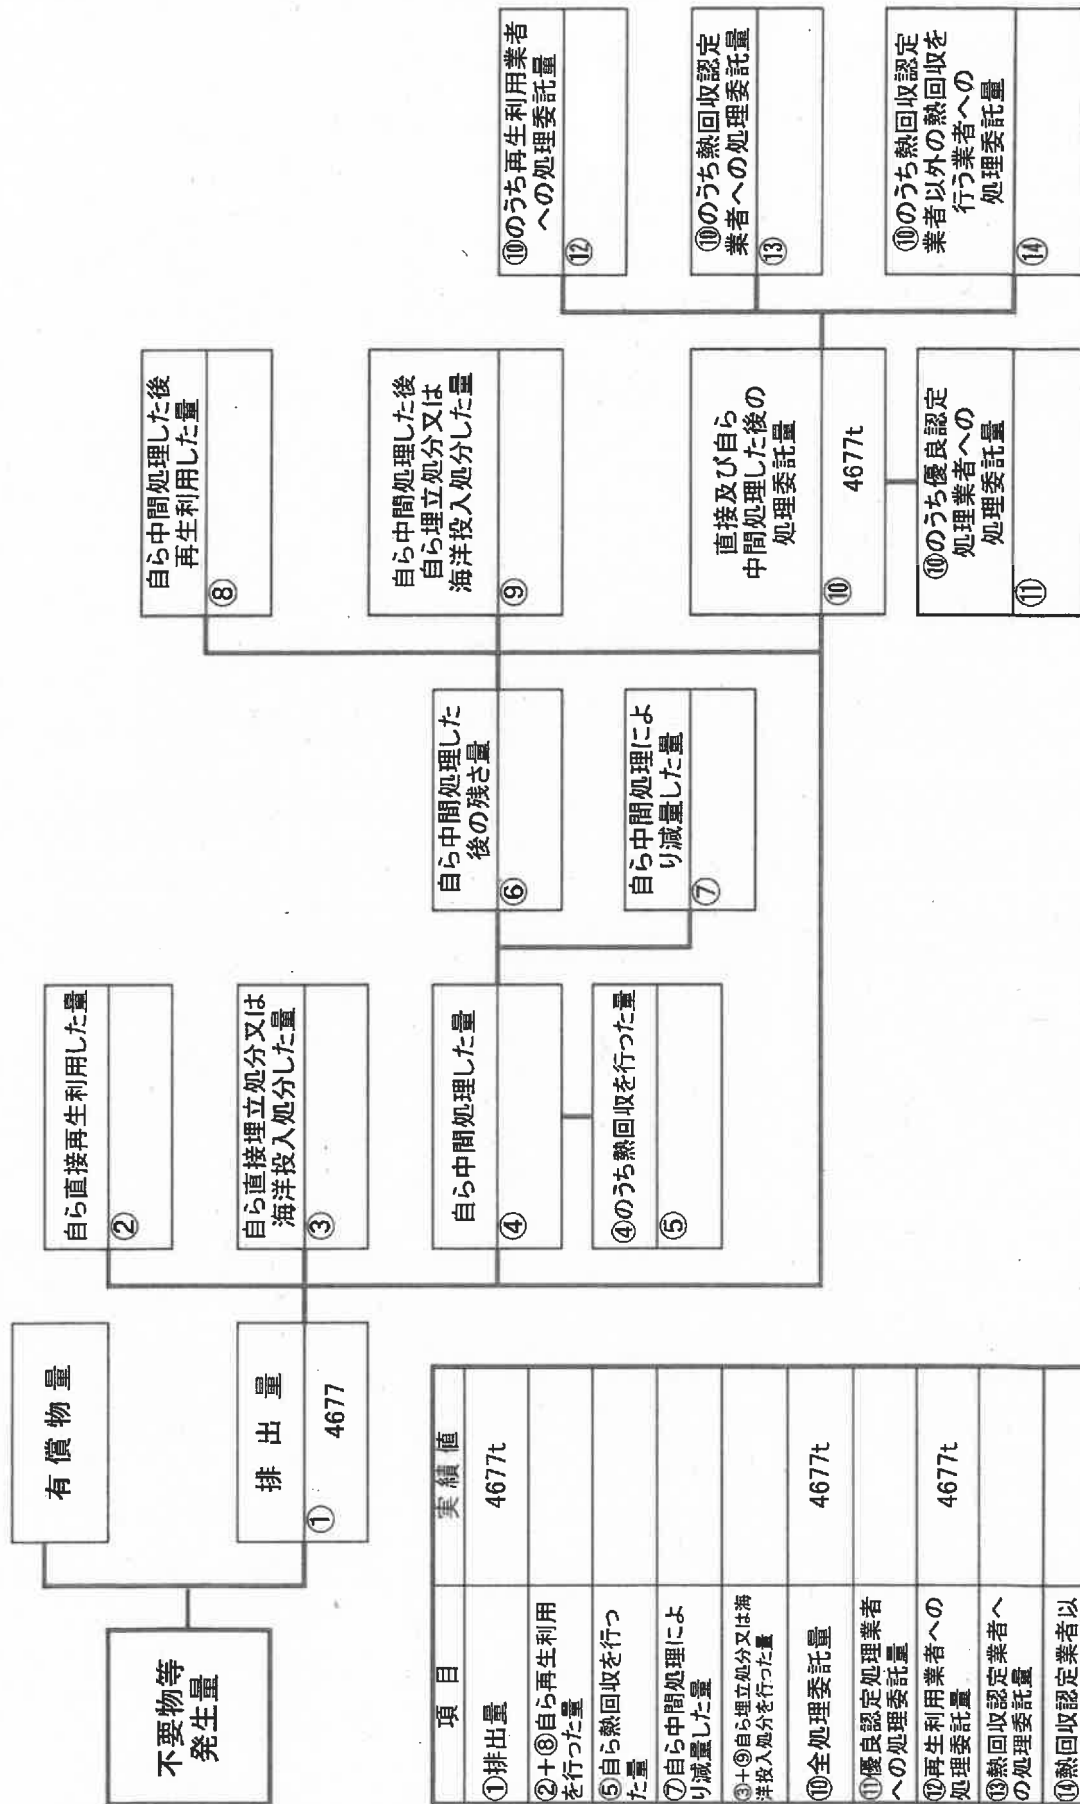 不要物等
発生量
有償物量
排出量
①
4677
自ら直接再生利用した量
②
自ら直接埋立処分又は
海洋投入処分した量
③
自ら中間処理した量
④
④のうち熱回収を行った量
⑤
自ら中間処理した
後の残さ量
⑥
自ら中間処理によ
り減量した量
⑦
自ら中間処理した後
再生利用した量
⑧
自ら中間処理した後
自ら埋立処分又は
海洋投入処分した量
⑨
直接及び自ら
中間処理した後の
処理委託量
⑩
4677t
⑩のうち優良認定
処理業者への
処理委託量
⑪
⑩のうち再生利用業者
への処理委託量
⑫
⑩のうち熱回収認定
業者への処理委託量
⑬
⑩のうち熱回収認定
業者以外の熱回収を
行う業者への
処理委託量
⑭
項目 実績値
①排出量 4677t
②+⑧自ら再生利用
を行った量
⑤自ら熱回収を行っ
た量
⑦自ら中間処理によ
り減量した量
③+⑨自ら埋立処分又は海
洋投入処分を行った量
⑩全処理委託量 4677t
⑪優良認定処理業者
への処理委託量
⑫再生利用業者への
処理委託量 4677t
⑬熱回収認定業者へ
の処理委託量
⑭熱回収認定業者以